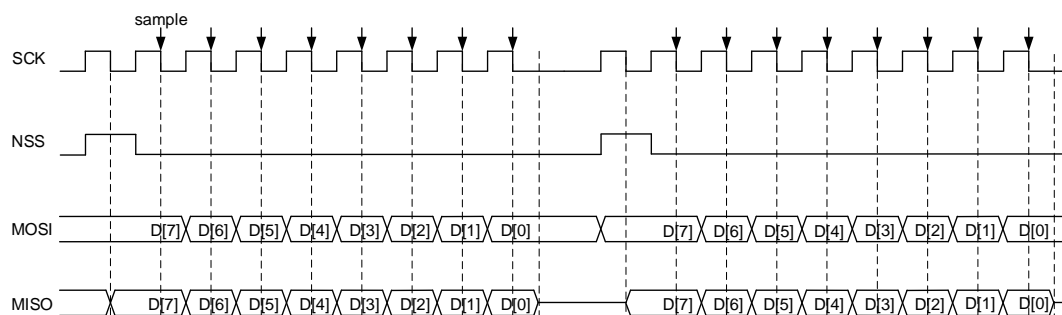 sample
SCK
NSS
MOSI D[7] D[6] D[5] D[4] D[3] D[2] D[1] D[0] D[7] D[6] D[5] D[4] D[3] D[2] D[1] D[0]
MISO D[7] D[6] D[5] D[4] D[3] D[2] D[1] D[0] D[7] D[6] D[5] D[4] D[3] D[2] D[1] D[0]